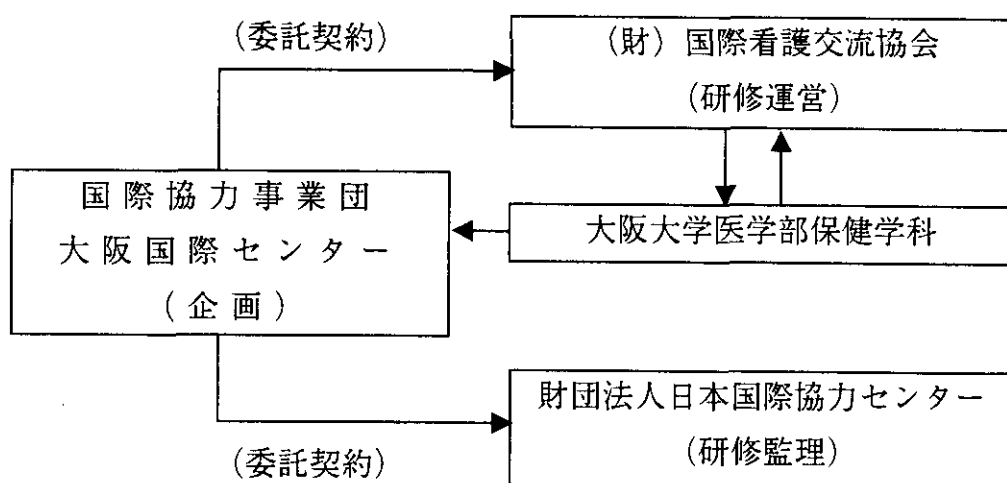 (委託契約)
(財)国際看護交流協会
(研修運営)
国際協力事業団
大阪国際センター
(企画)
大阪大学医学部保健学科
財団法人日本国際協力センター
(研修監理)
(委託契約)